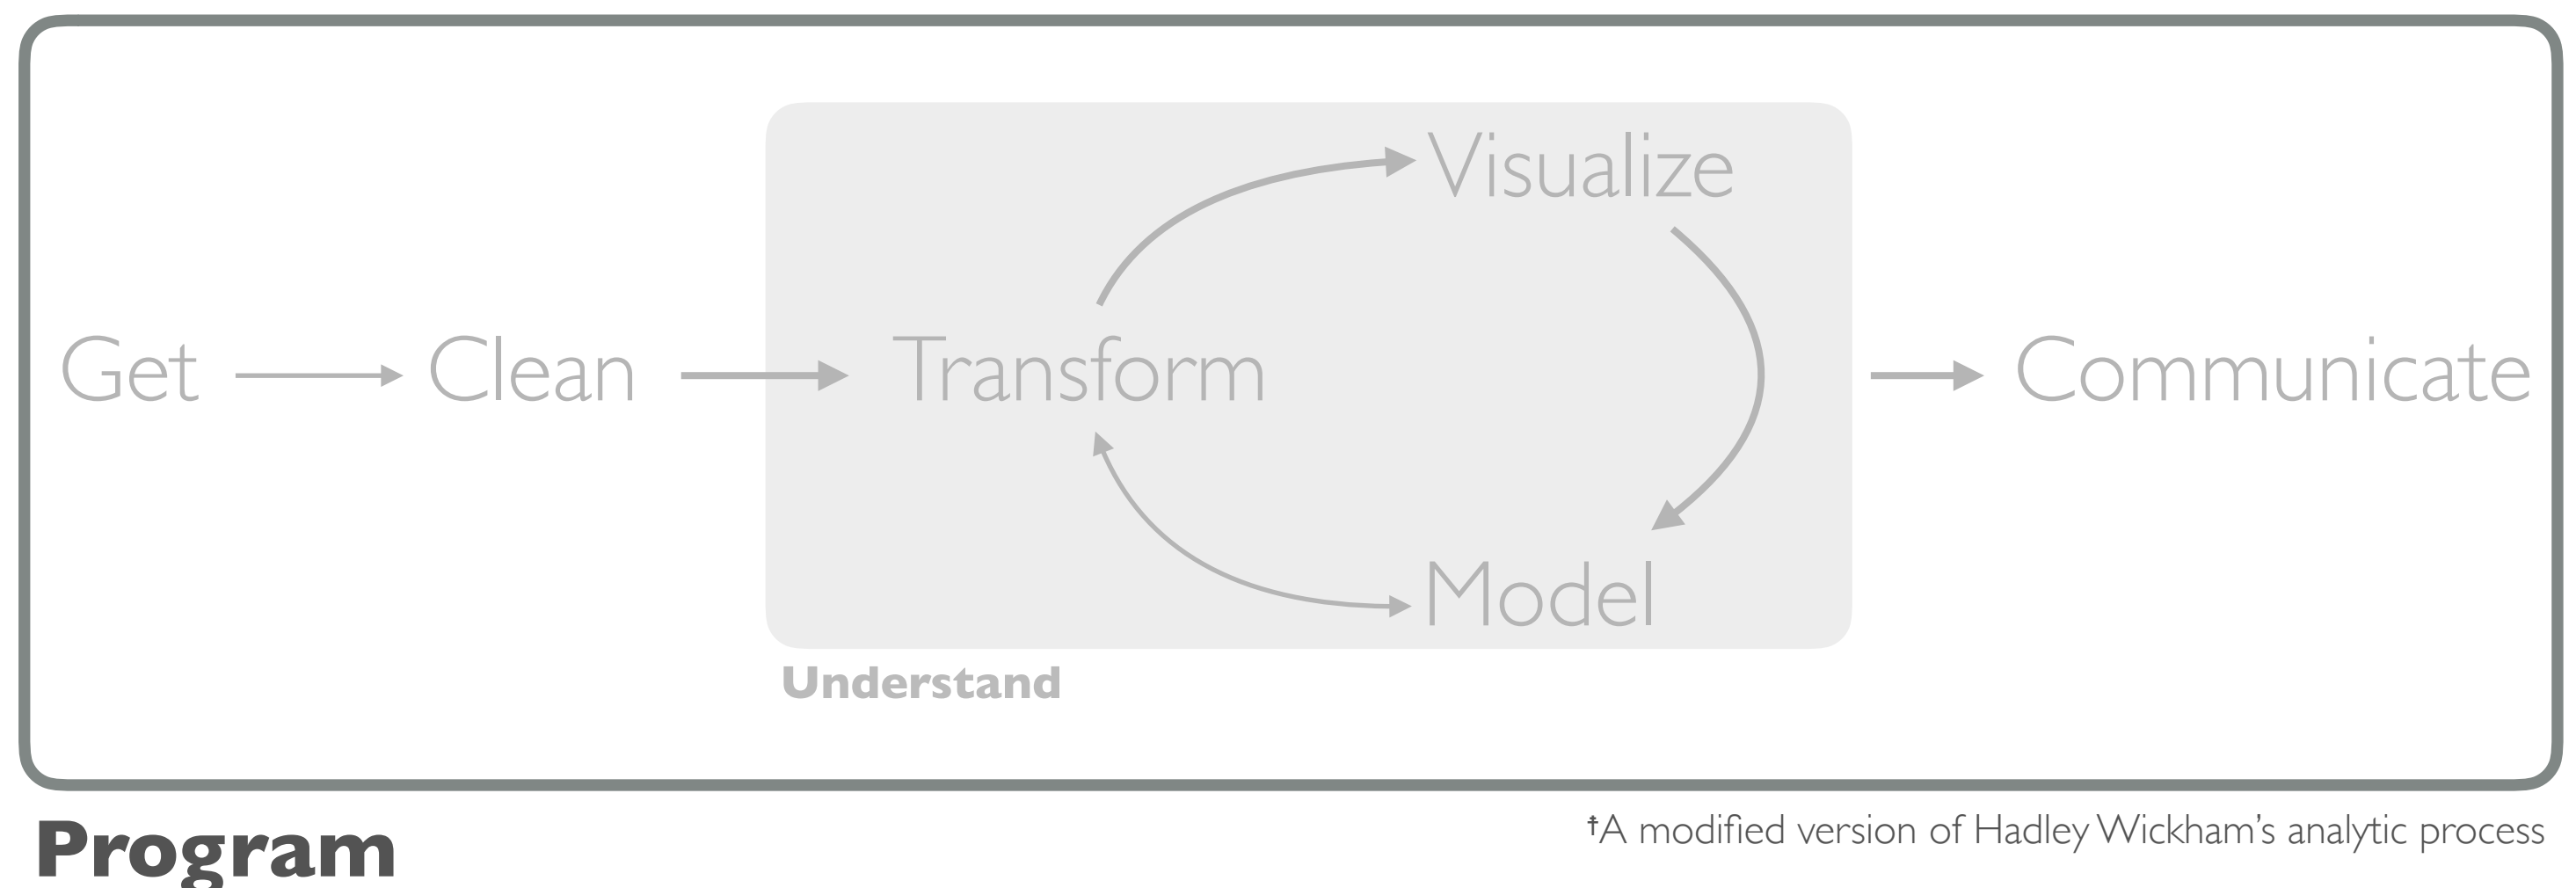 Visualize
Get
Clean
Transform
Communicate
Model
Understand
Program
†A modified version of Hadley Wickham's analytic process